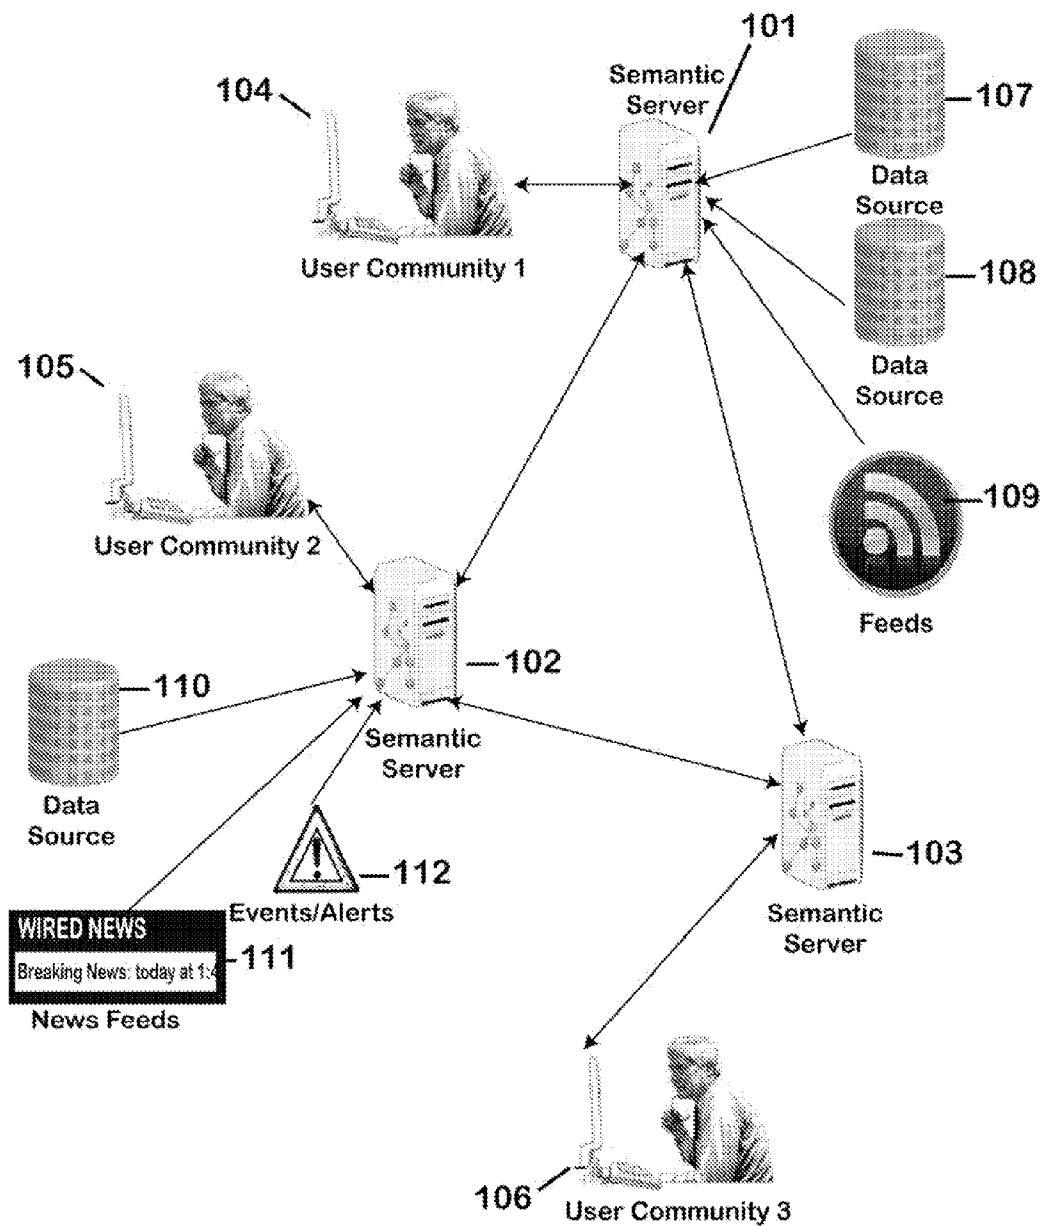 101
Semantic
Server
104
107
Data
Source
User Community 1
108
Data
Source
105
109
User Community 2
Feeds
102
110
Semantic
Server
Data
Source
103
112
Semantic
Server
Events/Alerts
WIRED NEWS
111
Breaking News: today at 1:4
News Feeds
106
User Community 3